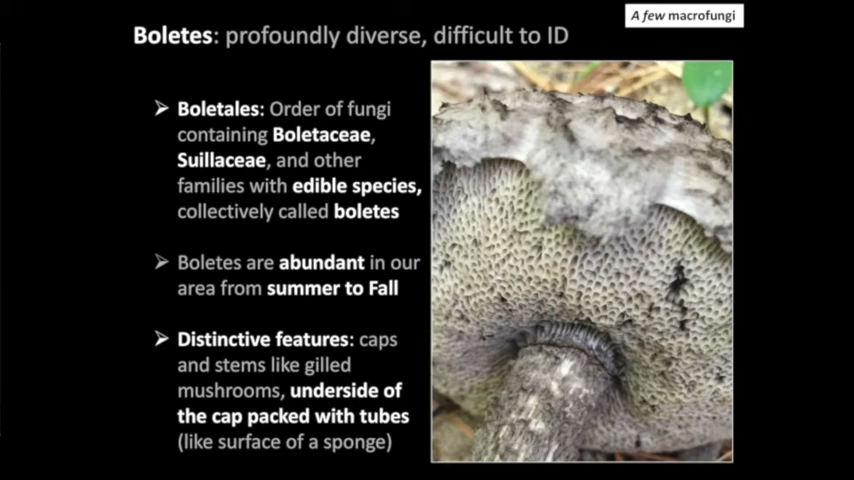 A few macrofungi
Boletes: profoundly diverse, difficult to ID
➢ Boletales: Order of fungi
containing Boletaceae,
Suillaceae, and other
families with edible species,
collectively called boletes
➢ Boletes are abundant in our
area from summer to Fall
➢ Distinctive features: caps
and stems like gilled
mushrooms, underside of
the cap packed with tubes
(like surface of a sponge)